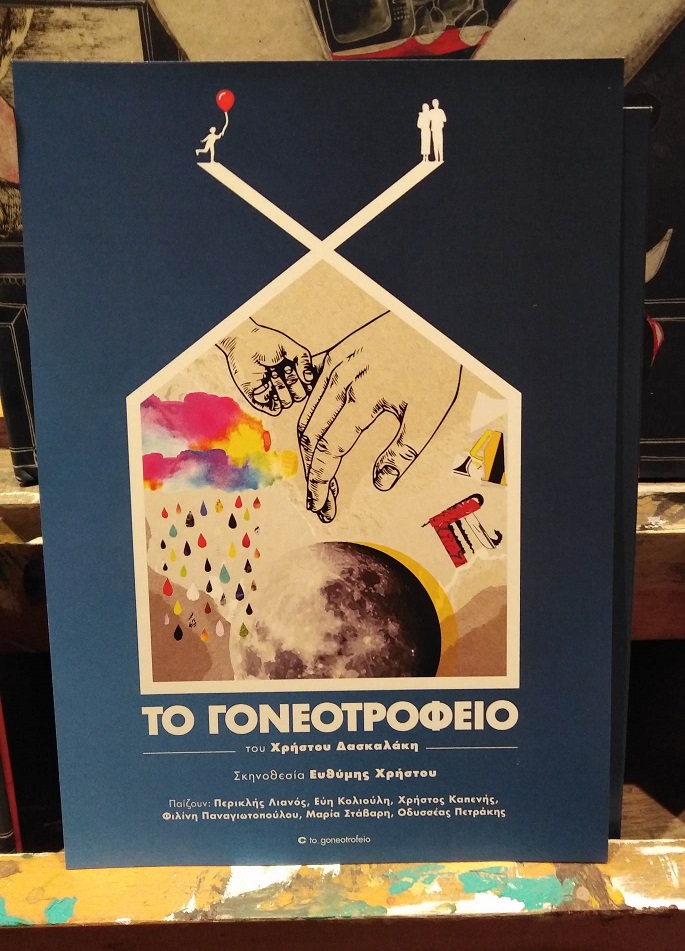 ΤΟ ΓΟΝΕΟΤΡΟΦΕΙΟ
του Χρήστου Δασκαλάκη
Σκηνοθεσία Ευθύμης Χρήστου
Παίζουν: Περικλής Λιανός, Εύη Κολιούλη, Χρήστος Καπενής,
Φιλίνη Παναγιωτοπούλου, Μαρία Στάβαρη, Οδυσσέας Πετράκης
to_goneotrofeio